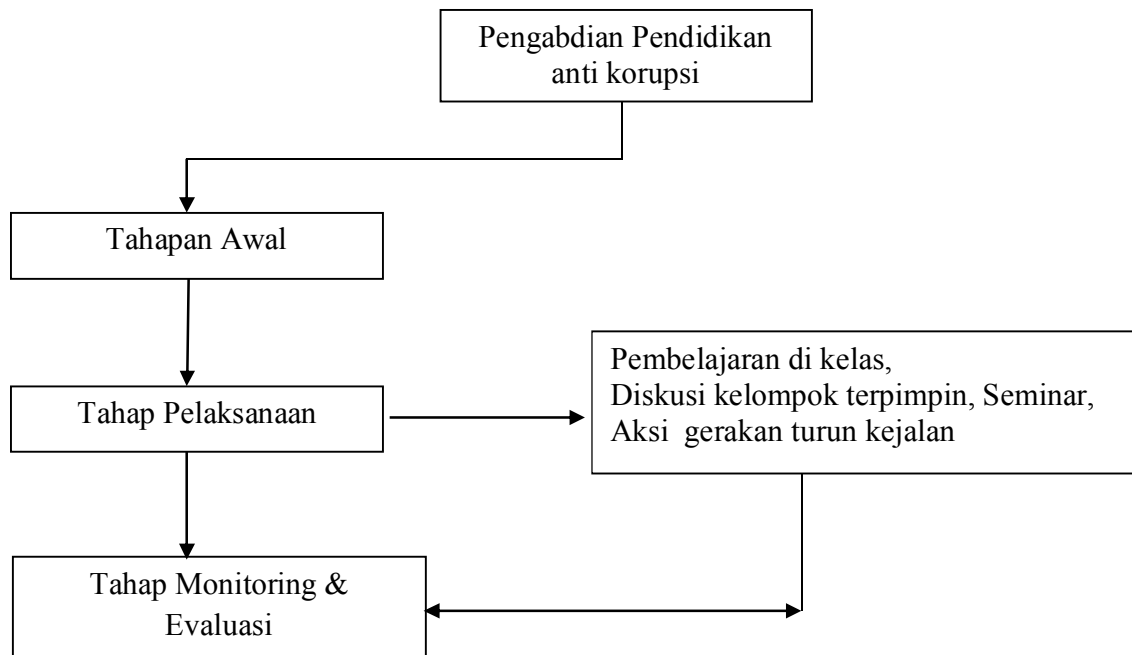 Pengabdian Pendidikan
anti korupsi
Tahapan Awal
Tahap Pelaksanaan
Pembelajaran di kelas,
Diskusi kelompok terpimpin, Seminar,
Aksi gerakan turun kejalan
Tahap Monitoring &
Evaluasi